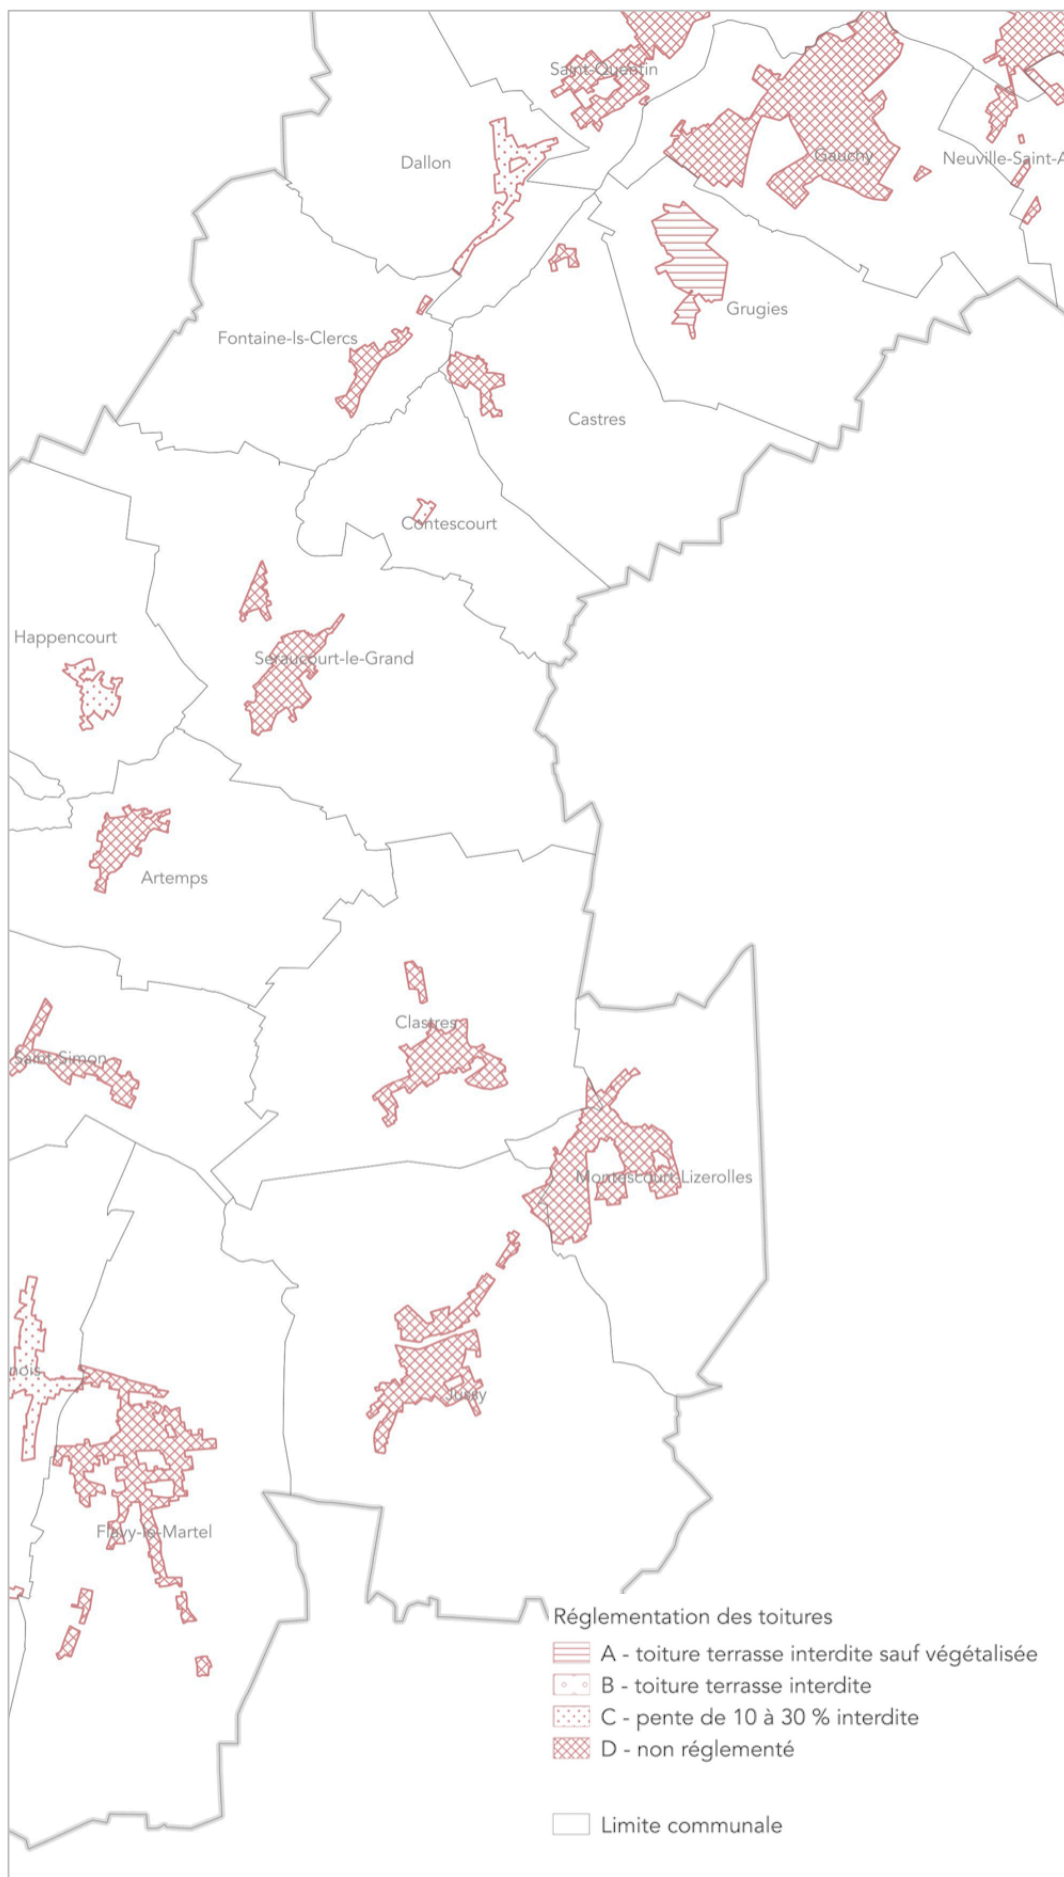 Saint-Quentin
Dallon
Gauchy
Neuville-Saint-A
Grugies
Fontaine-ls-Clercs
Castres
Contescourt
Happencourt
Seraucourt-le-Grand
Artemps
Clastres
Saint-Simon
Montescourt-Lizerolles
nois
Jussy
Flavy-le-Martel
Réglementation des toitures
A - toiture terrasse interdite sauf végétalisée
B - toiture terrasse interdite
C - pente de 10 à 30 % interdite
D - non réglementé
Limite communale